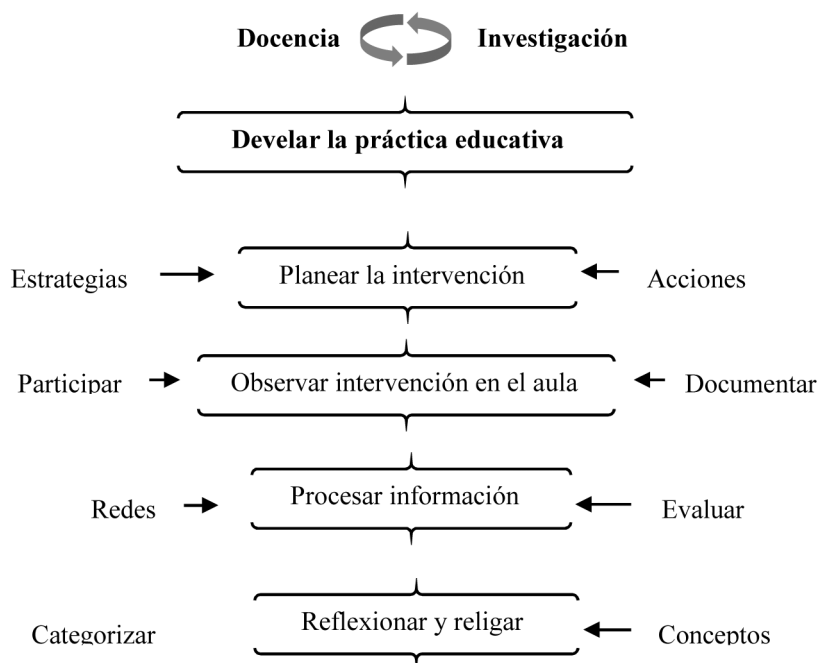 Docencia Investigación
Develar la práctica educativa
Estrategias Planear la intervención Acciones
Participar Observar intervención en el aula Documentar
Redes Procesar información Evaluar
Categorizar Reflexionar y religar Conceptos